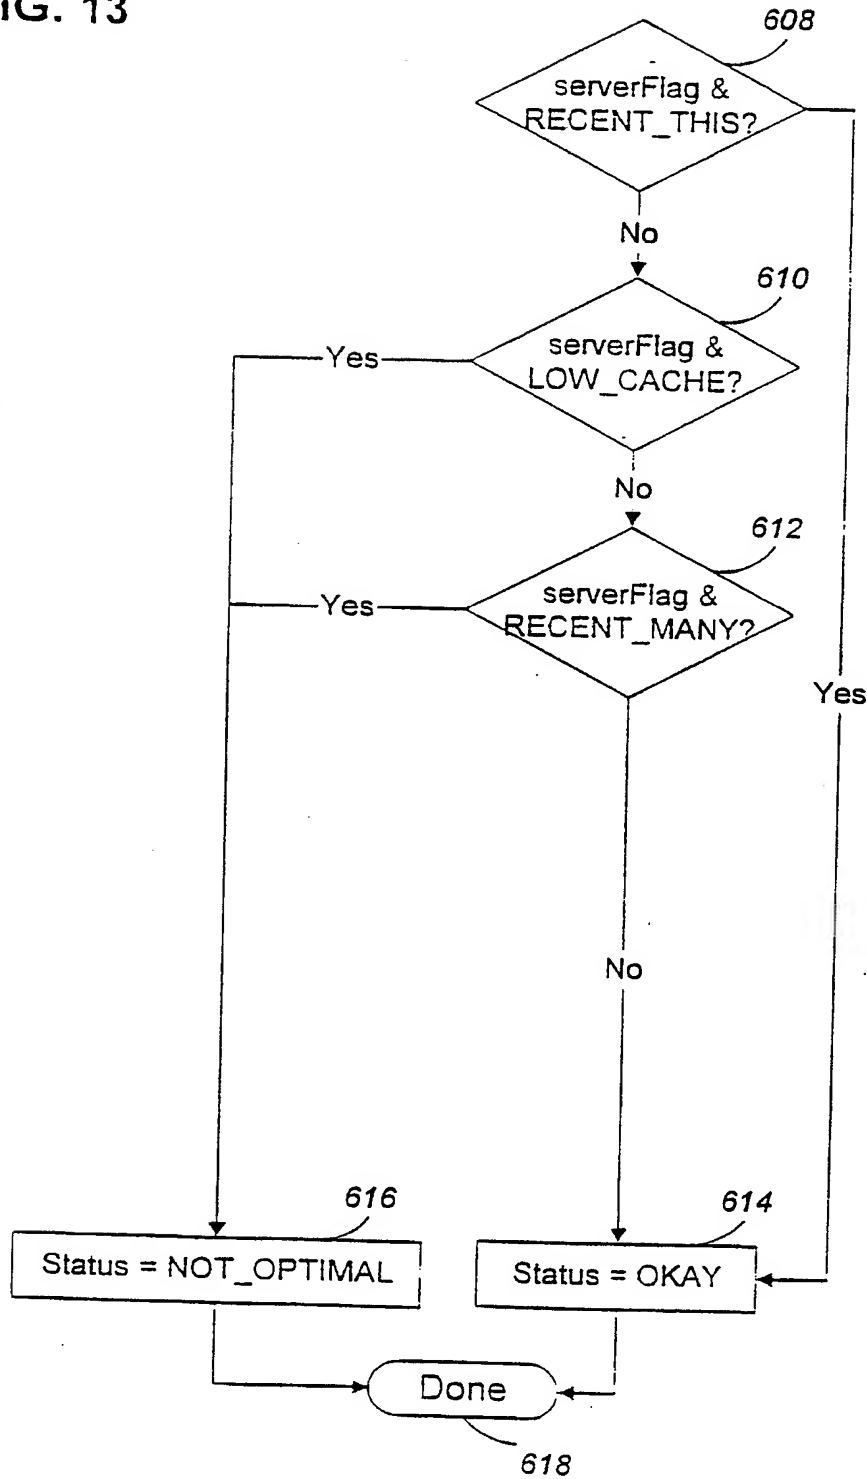 IG. 13
608
serverFlag &
RECENT_THIS?
No
610
serverFlag &
LOW_CACHE?
Yes
No
612
serverFlag &
RECENT_MANY?
Yes
Yes
No
616
614
Status = NOT_OPTIMAL
Status = OKAY
Done
618